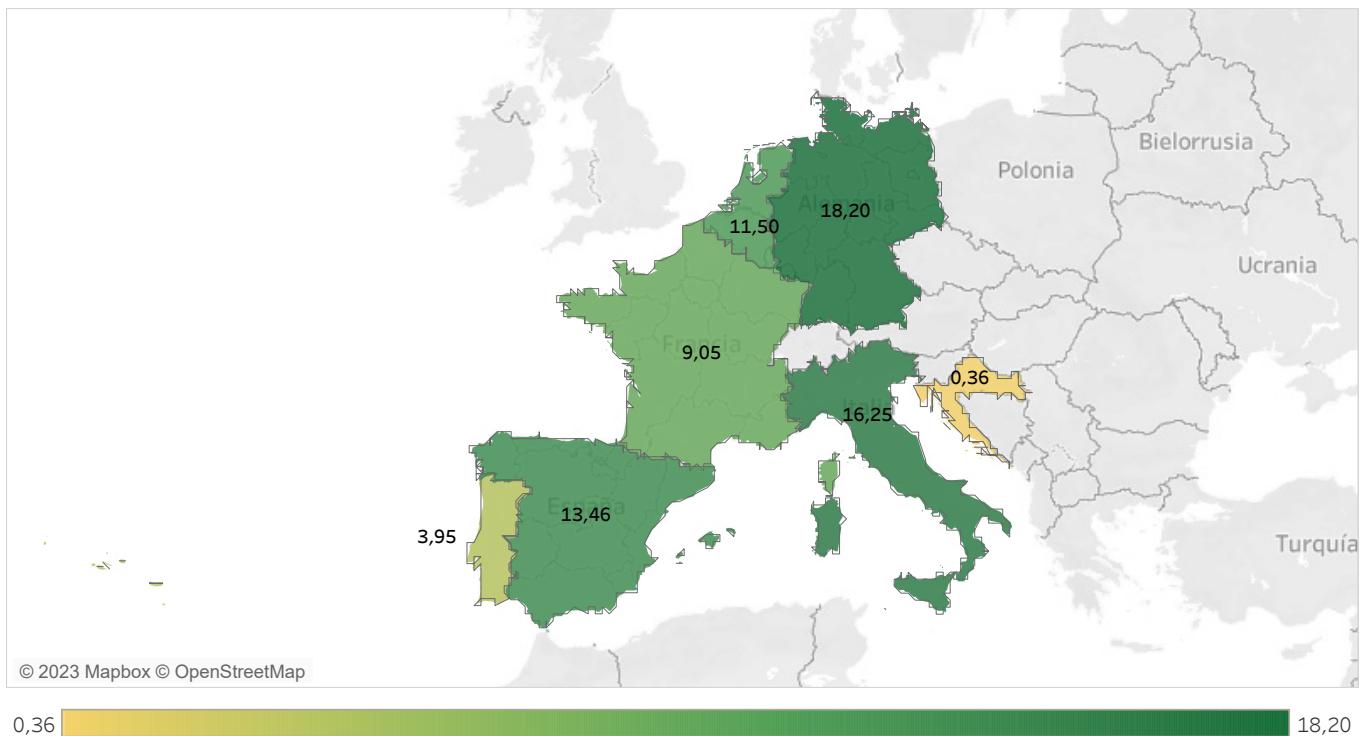 Bielorrusia
Polonia
Alemania
18,20
11,50
Ucrania
Francia
9,05
0,36
Italia
16,25
España
13,46
3,95
Turquía
© 2023 Mapbox © OpenStreetMap
0,36
18,20